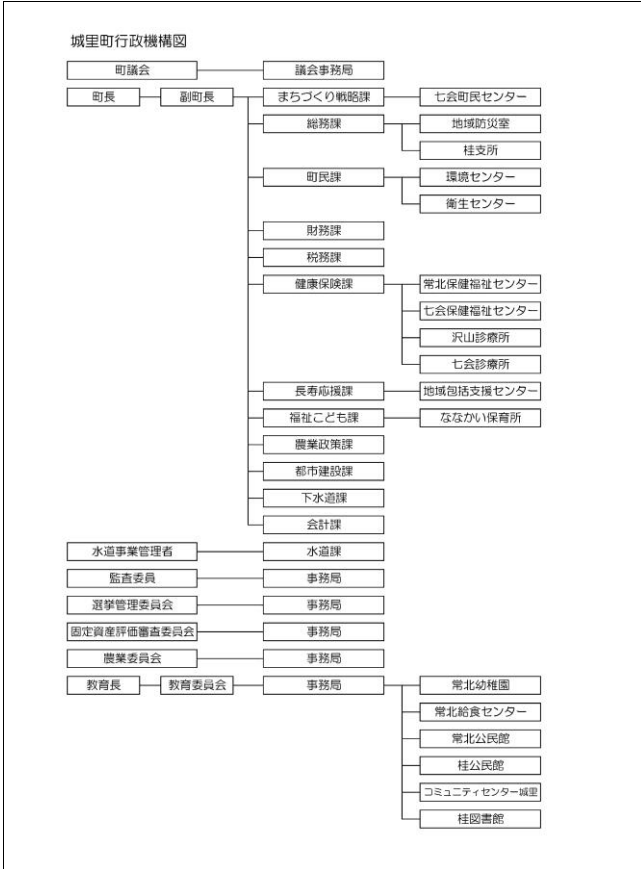 城里町行政機構図
町議会 議会事務局
町長 副町長 まちづくり戦略課 七会町民センター
総務課 地域防災室
桂支所
町民課 環境センター
衛生センター
財務課
税務課
健康保険課 常北保健福祉センター
七会保健福祉センター
沢山診療所
七会診療所
長寿応援課 地域包括支援センター
福祉こども課 ななかい保育所
農業政策課
都市建設課
下水道課
会計課
水道事業管理者 水道課
監査委員 事務局
選挙管理委員会 事務局
固定資産評価審査委員会 事務局
農業委員会 事務局
教育長 教育委員会 事務局 常北幼稚園
常北給食センター
常北公民館
桂公民館
コミュニティセンター城里
桂図書館